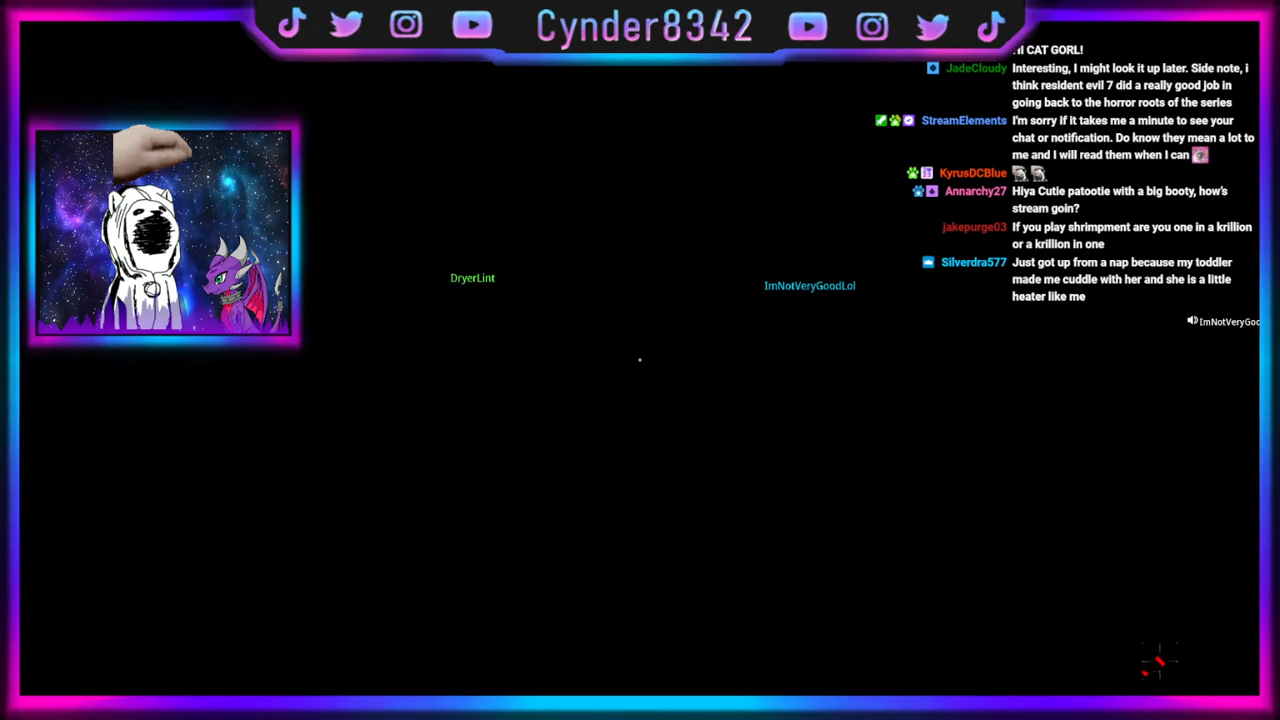 Cynder8342
HI CAT GORL!
JadeCloudy Interesting, I might look it up later. Side note, i
think resident evil 7 did a really good job in
going back to the horror roots of the series
StreamElements I'm sorry if it takes me a minute to see your
chat or notification. Do know they mean a lot to
me and I will read them when I can
KyrusDCBlue
Annarchy27 Hiya Cutie patootie with a big booty, how's
stream goin?
jakepurge03 If you play shrimpment are you one in a krillion
or a krillion in one
Silverdra577 Just got up from a nap because my toddler
made me cuddle with her and she is a little
heater like me
DryerLint
ImNotVeryGoodLol
ImNotVeryGoo